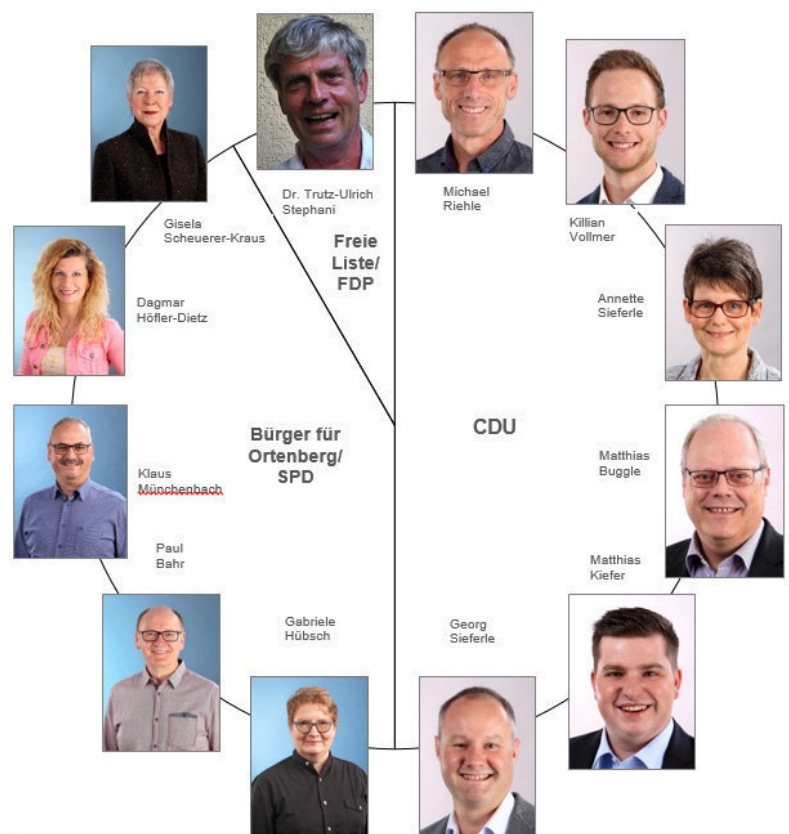 Dr. Trutz-Ulrich
Stephani
Michael
Riehle
Gisela
Scheuerer-Kraus
Killian
Vollmer
Freie
Liste/
FDP
Dagmar
Höfler-Dietz
Annette
Sieferle
Bürger für
Ortenberg/
SPD
CDU
Klaus
Münchenbach
Matthias
Buggle
Paul
Bahr
Matthias
Kiefer
Gabriele
Hübsch
Georg
Sieferle